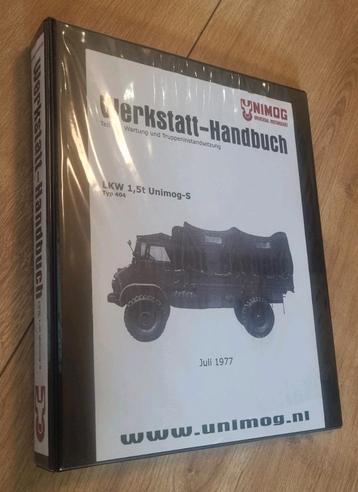 UNIMOG
Werkstatt-Handbuch
Wartung und Truppeninstandsetzung
LKW 1,5t Unimog-S
Typ 404
Juli 1977
www.unimog.nl
Werkstatt-Handbuch